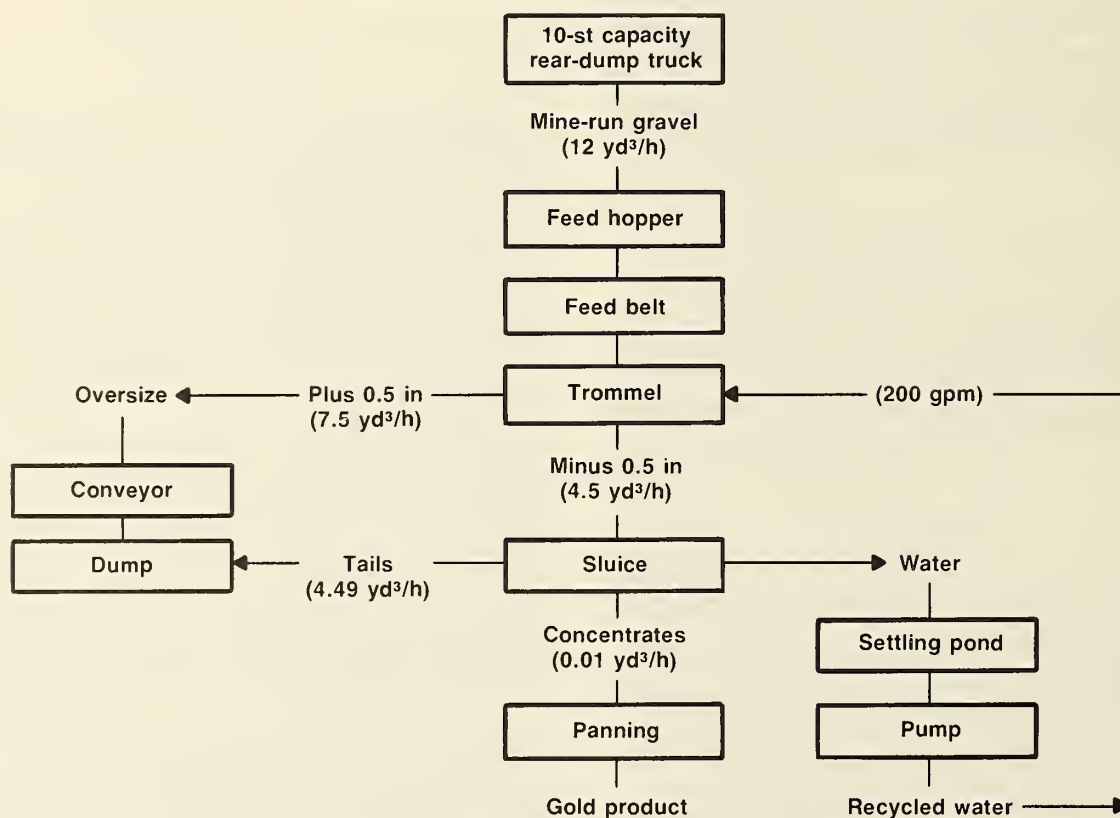 10-st capacity
rear-dump truck
Mine-run gravel
(12 yd³/h)
Feed hopper
Feed belt
Oversize
Plus 0.5 in
(7.5 yd³/h)
Trommel
(200 gpm)
Conveyor
Minus 0.5 in
(4.5 yd³/h)
Dump
Tails
(4.49 yd³/h)
Sluice
Water
Concentrates
(0.01 yd³/h)
Settling pond
Panning
Pump
Gold product
Recycled water